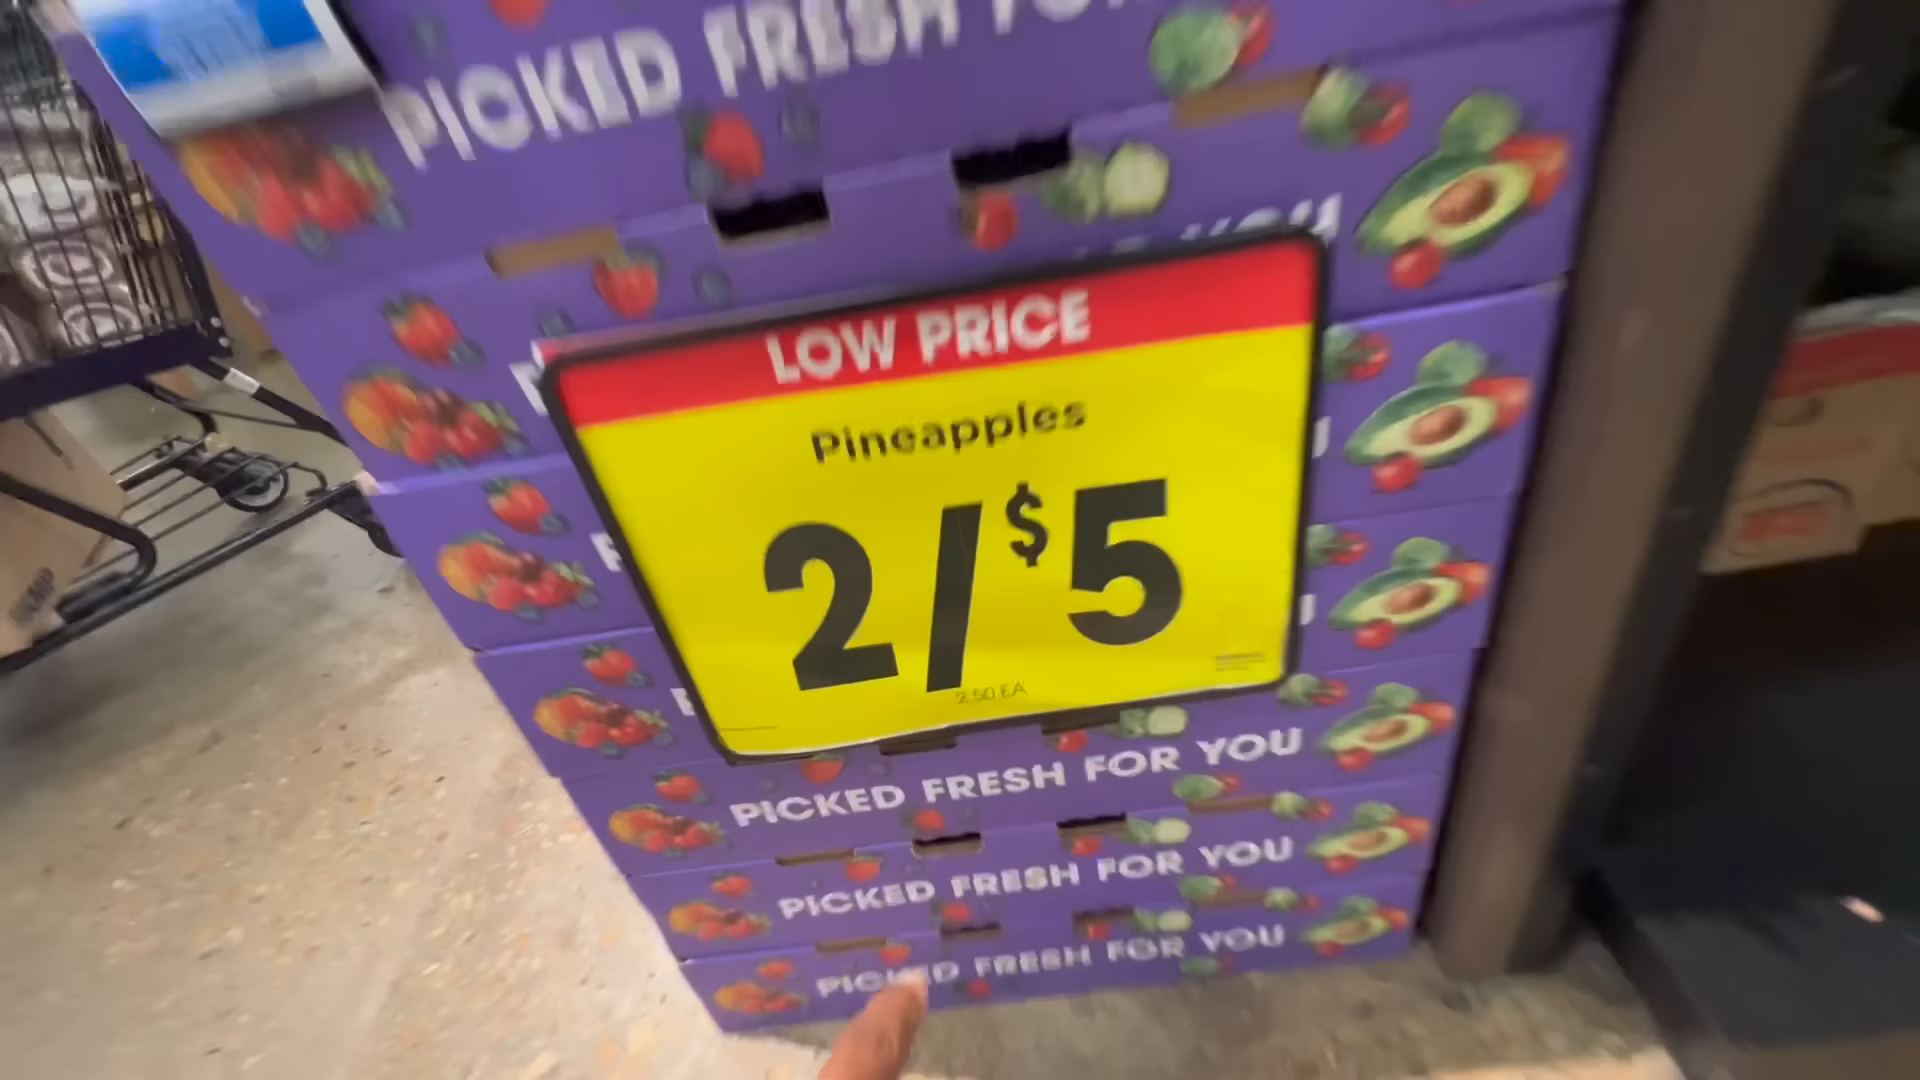 PICKED FRESH FOR
LOW PRICE
Pineapples
2/$5
2.50 EA
PICKED FRESH FOR YOU
PICKED FRESH FOR YOU
PICKED FRESH FOR YOU